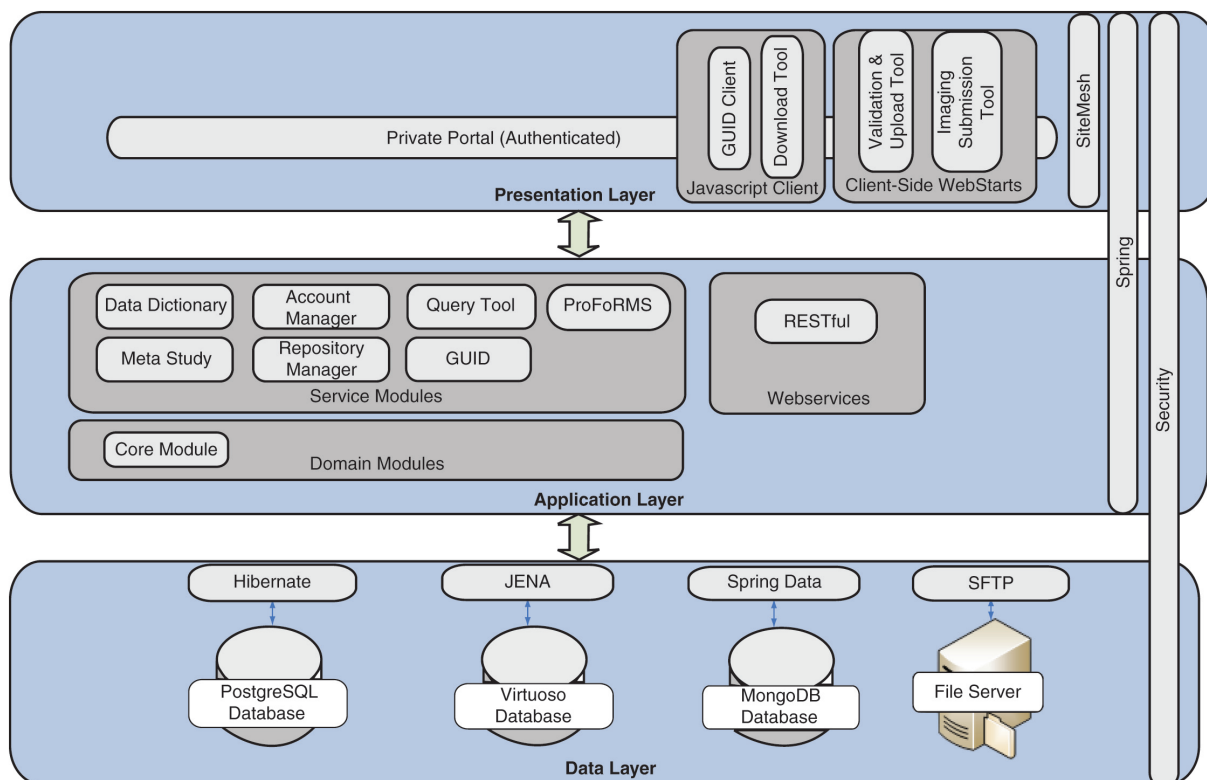 Private Portal (Authenticated)
GUID Client
Download Tool
Javascript Client
Validation &
Upload Tool
Imaging
Submission
Tool
Client-Side WebStarts
SiteMesh
Spring
Security
Presentation Layer
Data Dictionary
Account
Manager
Query Tool
ProFoRMS
Meta Study
Repository
Manager
GUID
Service Modules
RESTful
Webservices
Core Module
Domain Modules
Application Layer
Hibernate
JENA
Spring Data
SFTP
PostgreSQL
Database
Virtuoso
Database
MongoDB
Database
File Server
Data Layer